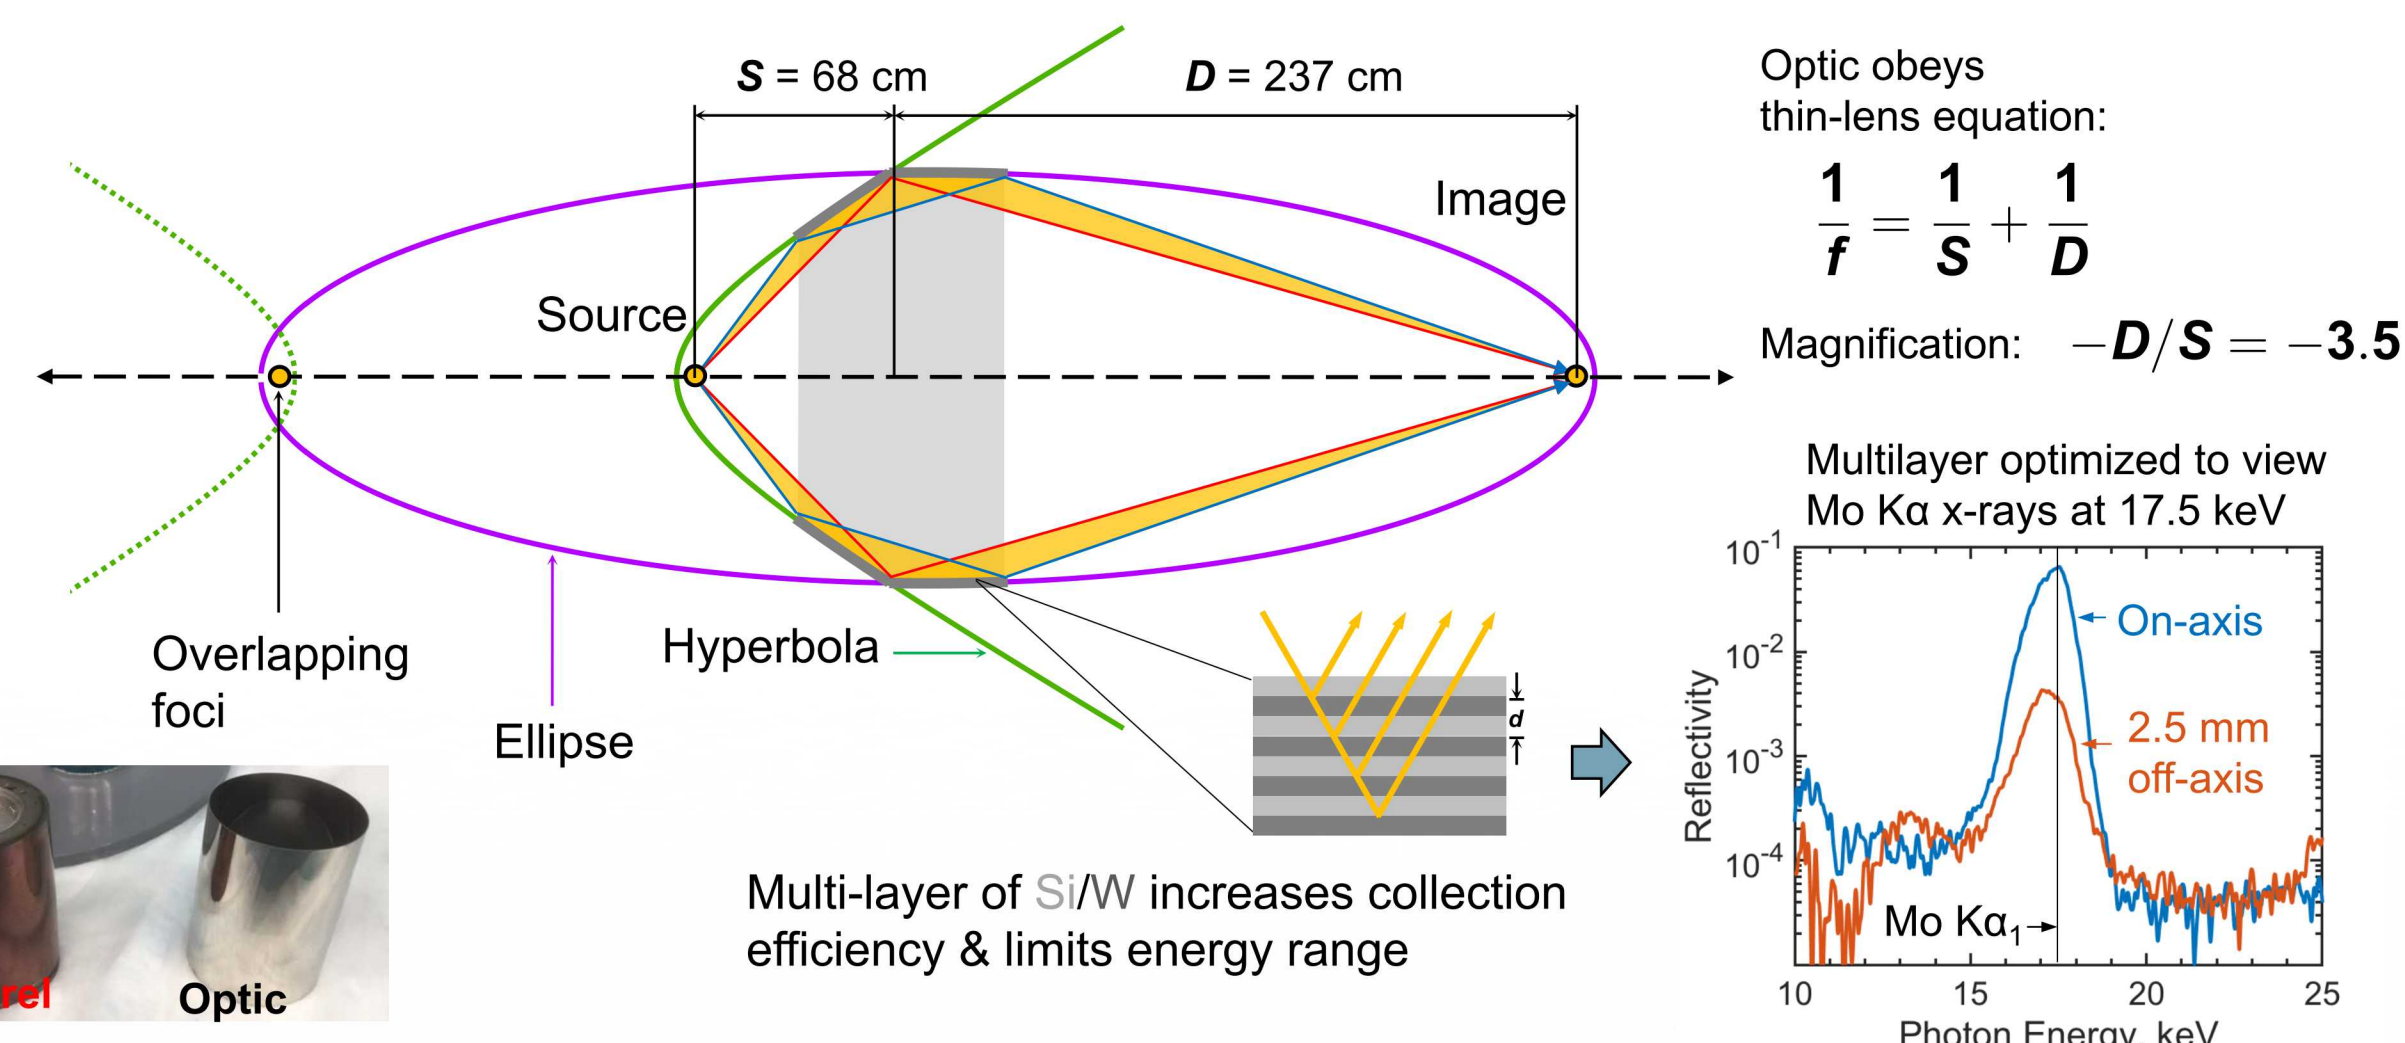 S = 68 cm
D = 237 cm
Optic obeys
thin-lens equation:
1/f = 1/S + 1/D
Image
Source
Magnification: −D/S = −3.5
Multilayer optimized to view
Mo Kα x-rays at 17.5 keV
Overlapping
foci
Ellipse
Hyperbola
d
rel
Optic
Multi-layer of Si/W increases collection
efficiency & limits energy range
Reflectivity
10-1
10-2
10-3
10-4
On-axis
2.5 mm
off-axis
Mo Kα1
10 15 20 25
Photon Energy, keV